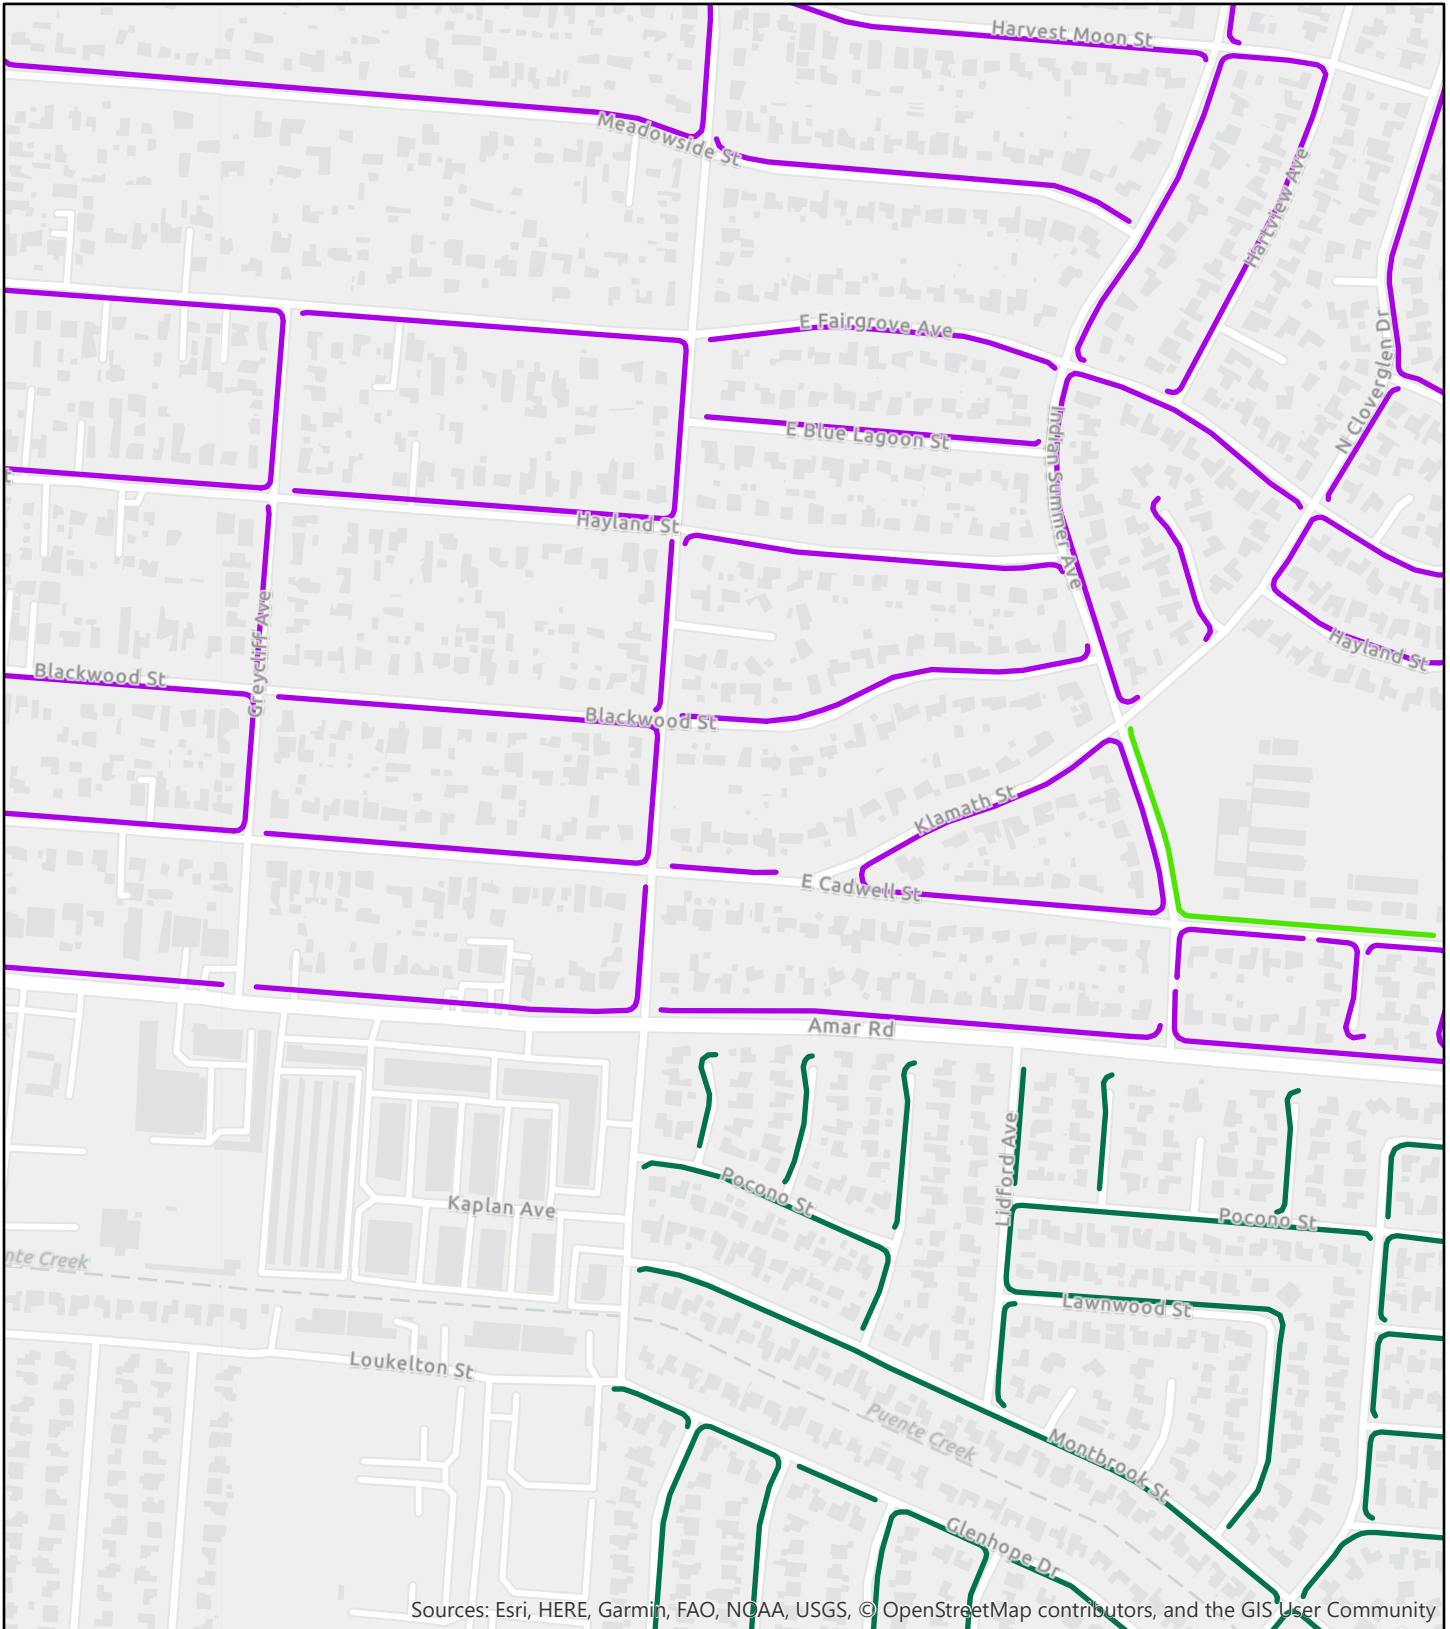 Harvest Moon St
Meadowside St
Hartview Ave
E Fairgrove Ave
N Cloverglen Dr
E Blue Lagoon St
Indian Summer Ave
Hayland St
Greycliff Ave
Hayland St
Blackwood St
Blackwood St
Klamath St
E Cadwell St
Amar Rd
Lidford Ave
Pocono St
Kaplan Ave
Pocono St
nte Creek
Lawnwood St
Loukelton St
Puente Creek
Montbrook St
Glenhope Dr
Sources: Esri, HERE, Garmin, FAO, NOAA, USGS, © OpenStreetMap contributors, and the GIS User Community